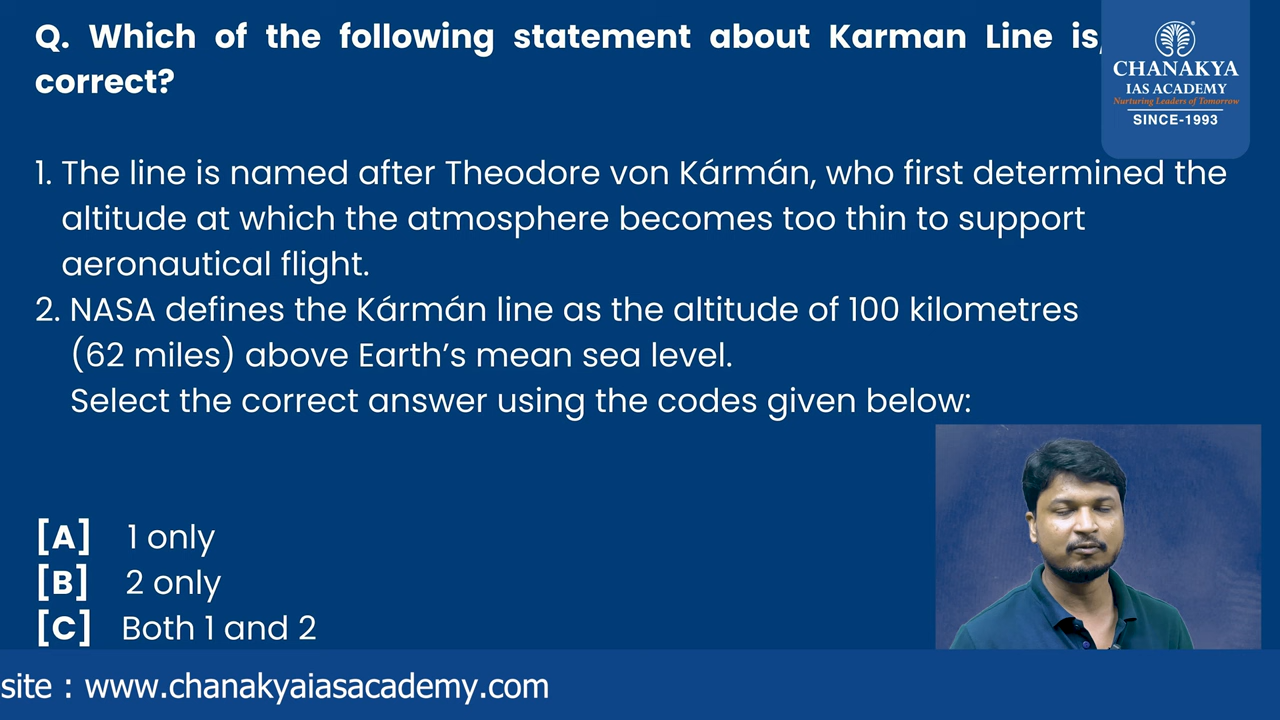 Q. Which of the following statement about Karman Line is,
correct?
CHANAKYA
IAS ACADEMY
Nurturing Leaders of Tomorrow
SINCE-1993
1. The line is named after Theodore von Kármán, who first determined the
altitude at which the atmosphere becomes too thin to support
aeronautical flight.
2. NASA defines the Kármán line as the altitude of 100 kilometres
(62 miles) above Earth’s mean sea level.
Select the correct answer using the codes given below:
[A] 1 only
[B] 2 only
[C] Both 1 and 2
site : www.chanakyaiasacademy.com